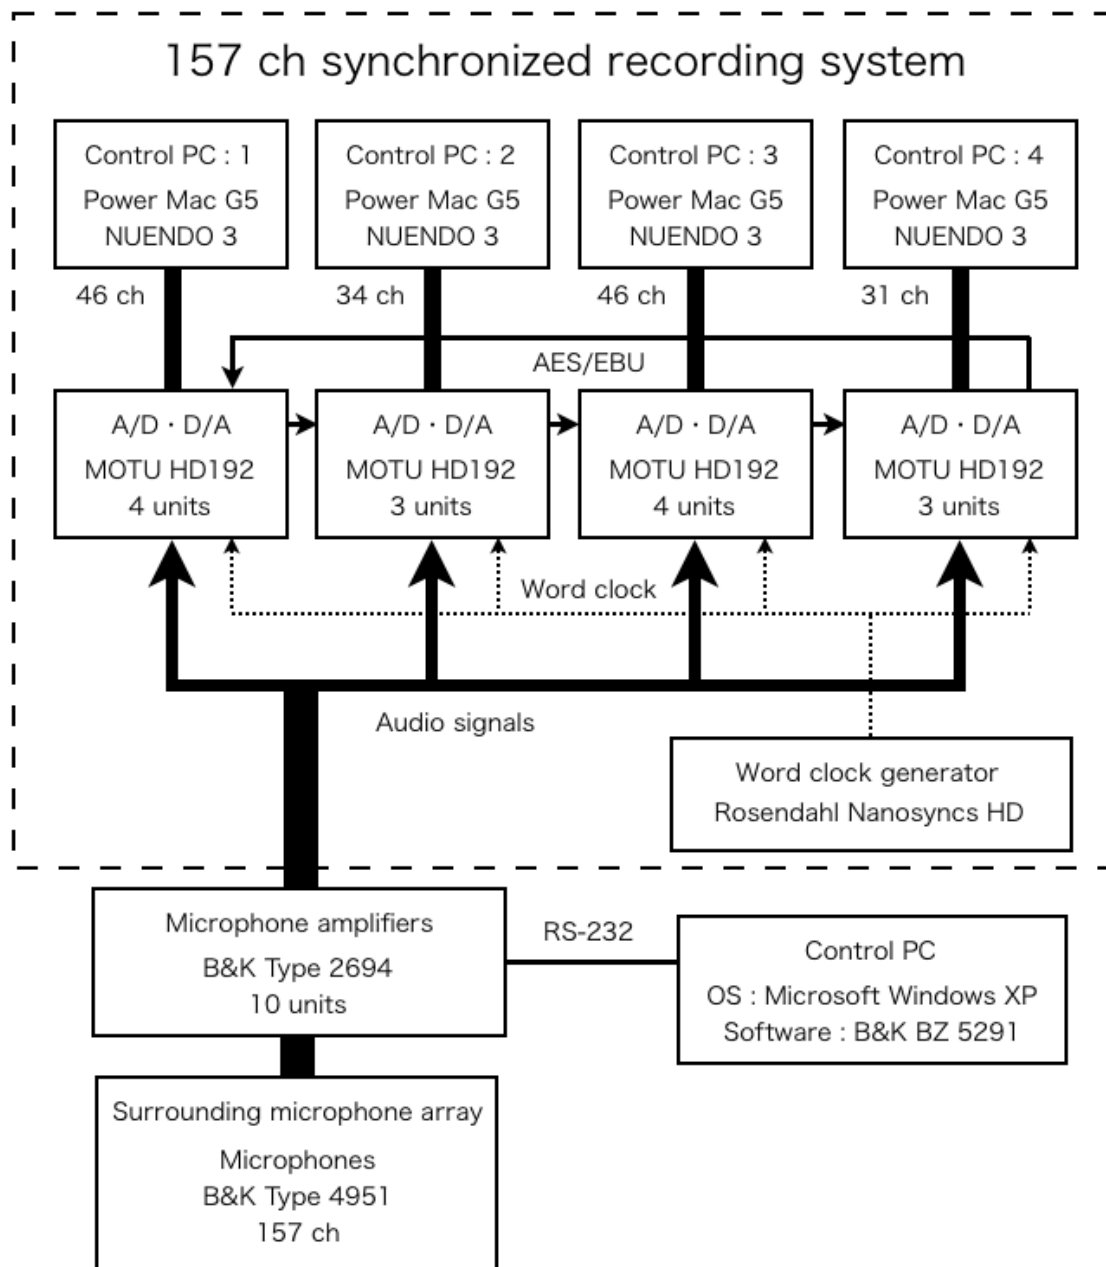 157 ch synchronized recording system
Control PC : 1
Power Mac G5
NUENDO 3
Control PC : 2
Power Mac G5
NUENDO 3
Control PC : 3
Power Mac G5
NUENDO 3
Control PC : 4
Power Mac G5
NUENDO 3
46 ch
34 ch
46 ch
31 ch
AES/EBU
A/D・D/A
MOTU HD192
4 units
A/D・D/A
MOTU HD192
3 units
A/D・D/A
MOTU HD192
4 units
A/D・D/A
MOTU HD192
3 units
Word clock
Audio signals
Word clock generator
Rosendahl Nanosyncs HD
Microphone amplifiers
B&K Type 2694
10 units
RS-232
Control PC
OS : Microsoft Windows XP
Software : B&K BZ 5291
Surrounding microphone array
Microphones
B&K Type 4951
157 ch